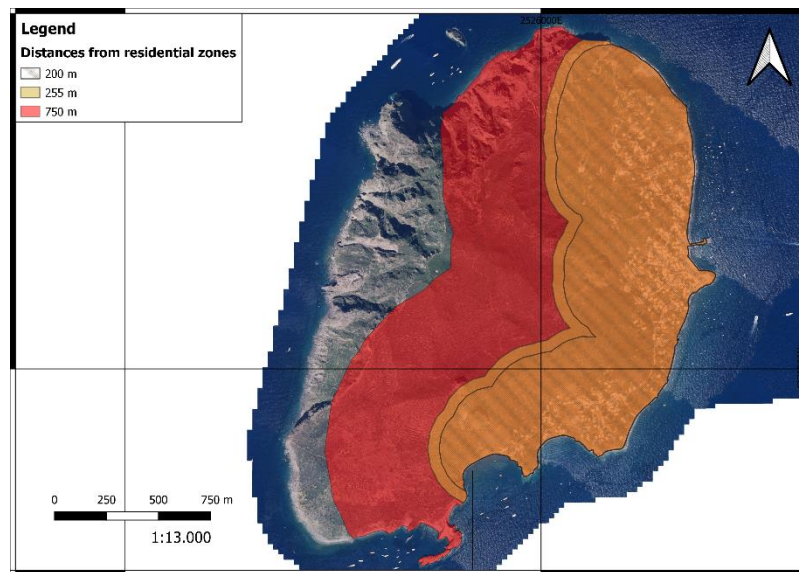 2526000E
Legend
Distances from residential zones
200 m
255 m
750 m
0 250 500 750 m
1:13.000